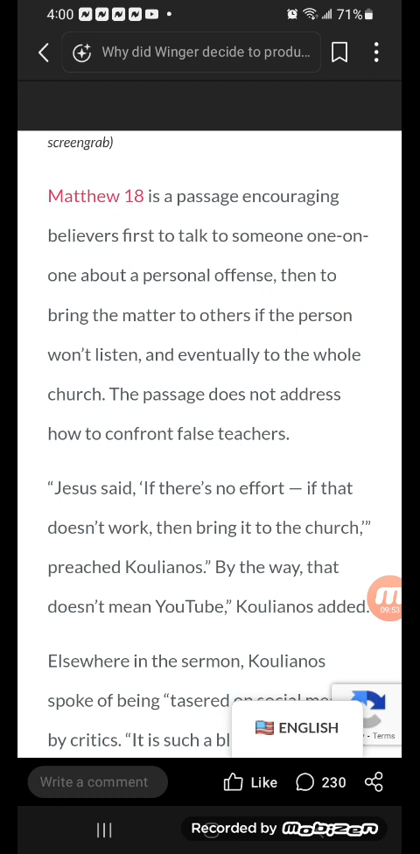 4:00
71%
Why did Winger decide to produ...
screengrab)
Matthew 18 is a passage encouraging
believers first to talk to someone one-on-
one about a personal offense, then to
bring the matter to others if the person
won't listen, and eventually to the whole
church. The passage does not address
how to confront false teachers.
“Jesus said, ‘If there's no effort — if that
doesn't work, then bring it to the church,’”
preached Koulianos.” By the way, that
doesn't mean YouTube,” Koulianos added.
09:53
Elsewhere in the sermon, Koulianos
spoke of being “tasered on social
by critics. “It is such a
ENGLISH
- Terms
Write a comment
Like
230
Recorded by mobizen